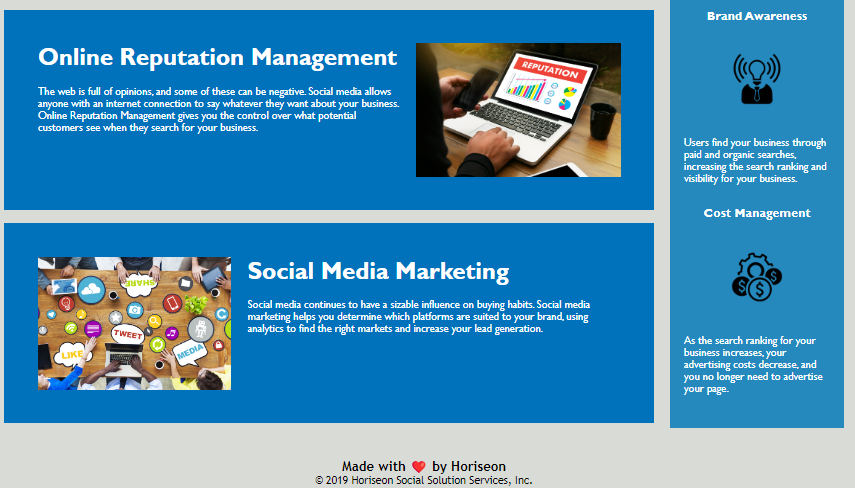 Online Reputation Management
The web is full of opinions, and some of these can be negative. Social media allows
anyone with an internet connection to say whatever they want about your business.
Online Reputation Management gives you the control over what potential
customers see when they search for your business.
REPUTATION
SHARE
TWEET
LIKE
MEDIA
Social Media Marketing
Social media continues to have a sizable influence on buying habits. Social media
marketing helps you determine which platforms are suited to your brand, using
analytics to find the right markets and increase your lead generation.
Brand Awareness
Users find your business through
paid and organic searches,
increasing the search ranking and
visibility for your business.
Cost Management
$
$ $
As the search ranking for your
business increases, your
advertising costs decrease, and
you no longer need to advertise
your page.
Made with ❤️ by Horiseon
© 2019 Horiseon Social Solution Services, Inc.